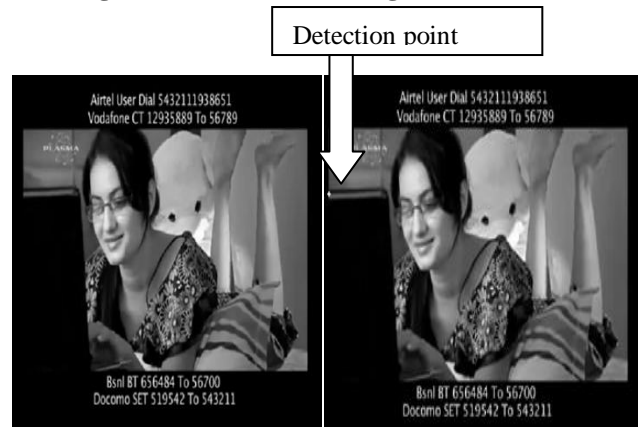 Detection point
Airtel User Dial 5432111938651
Vodafone CT 12935889 To 56789
PLASMA
Bsnl BT 656484 To 56700
Docomo SET 519542 To 543211
Airtel User Dial 5432111938651
Vodafone CT 12935889 To 56789
PLASMA
Bsnl BT 656484 To 56700
Docomo SET 519542 To 543211